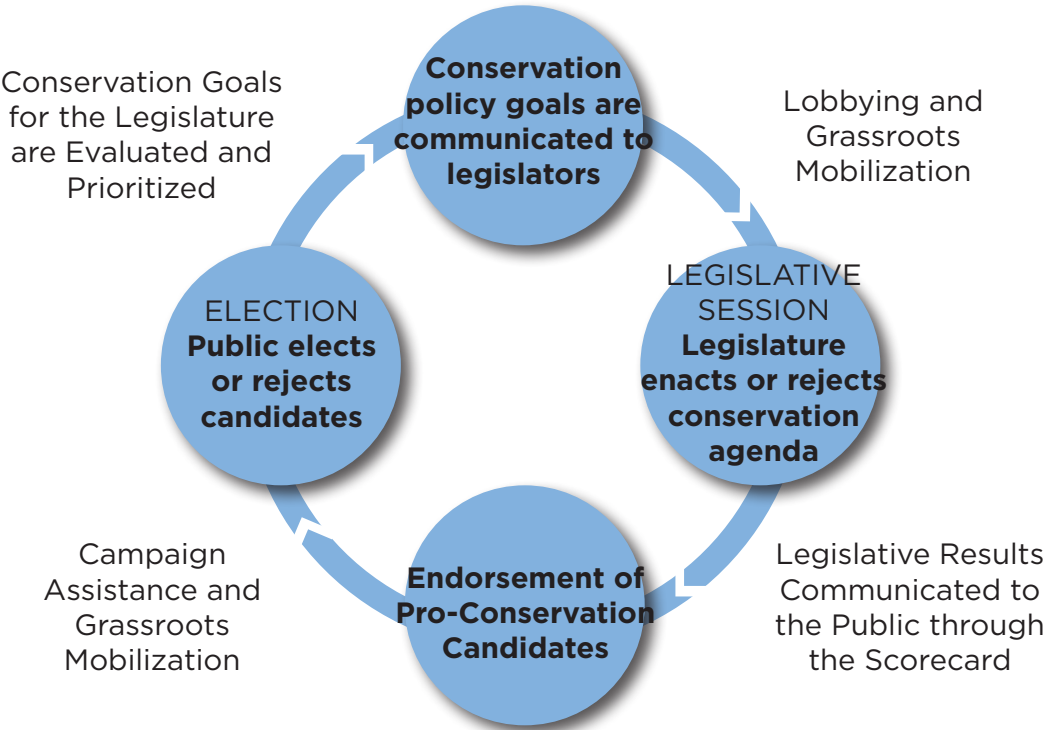 Conservation
policy goals are
communicated to
legislators
Lobbying and
Grassroots
Mobilization
LEGISLATIVE
SESSION
Legislature
enacts or rejects
conservation
agenda
Legislative Results
Communicated to
the Public through
the Scorecard
Endorsement of
Pro-Conservation
Candidates
Campaign
Assistance and
Grassroots
Mobilization
ELECTION
Public elects
or rejects
candidates
Conservation Goals
for the Legislature
are Evaluated and
Prioritized